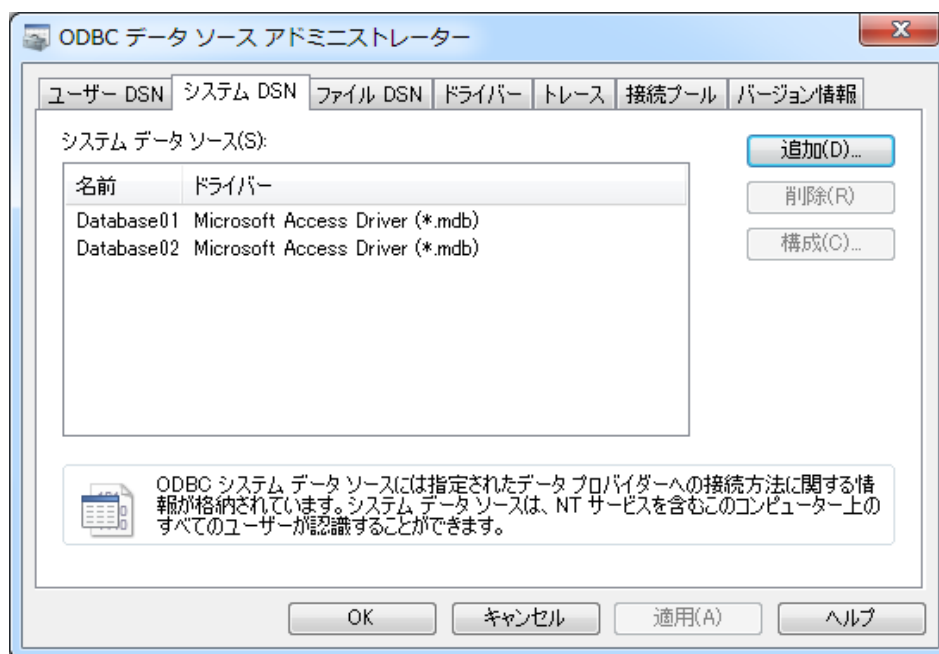 ODBC データ ソース アドミニストレーター
ユーザー DSN システム DSN ファイル DSN ドライバー トレース 接続プール バージョン情報
システム データ ソース(S):
追加(D)...
名前 ドライバー
削除(R)
Database01 Microsoft Access Driver (*.mdb)
Database02 Microsoft Access Driver (*.mdb)
構成(C)...
ODBC システム データ ソースには指定されたデータ プロバイダーへの接続方法に関する情
報が格納されています。システム データ ソースは、NT サービスを含むこのコンピューター上の
すべてのユーザーが認識することができます。
OK キャンセル 適用(A) ヘルプ